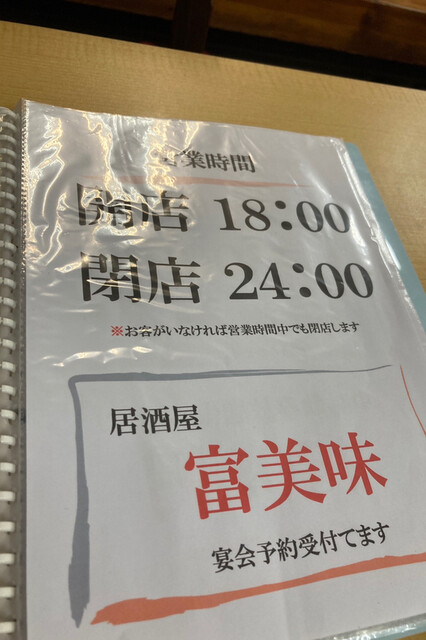 営業時間
開店 18:00
閉店 24:00
※お客がいなければ営業時間中でも閉店します
居酒屋
富美味
宴会予約受付てます